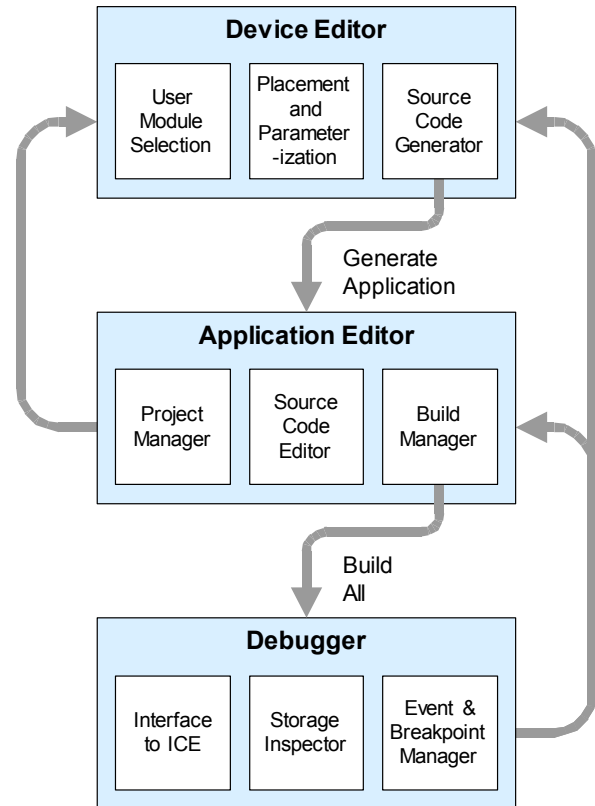 Device Editor
User
Module
Selection
Placement
and
Parameter
-ization
Source
Code
Generator
Generate
Application
Application Editor
Project
Manager
Source
Code
Editor
Build
Manager
Build
All
Debugger
Interface
to ICE
Storage
Inspector
Event &
Breakpoint
Manager